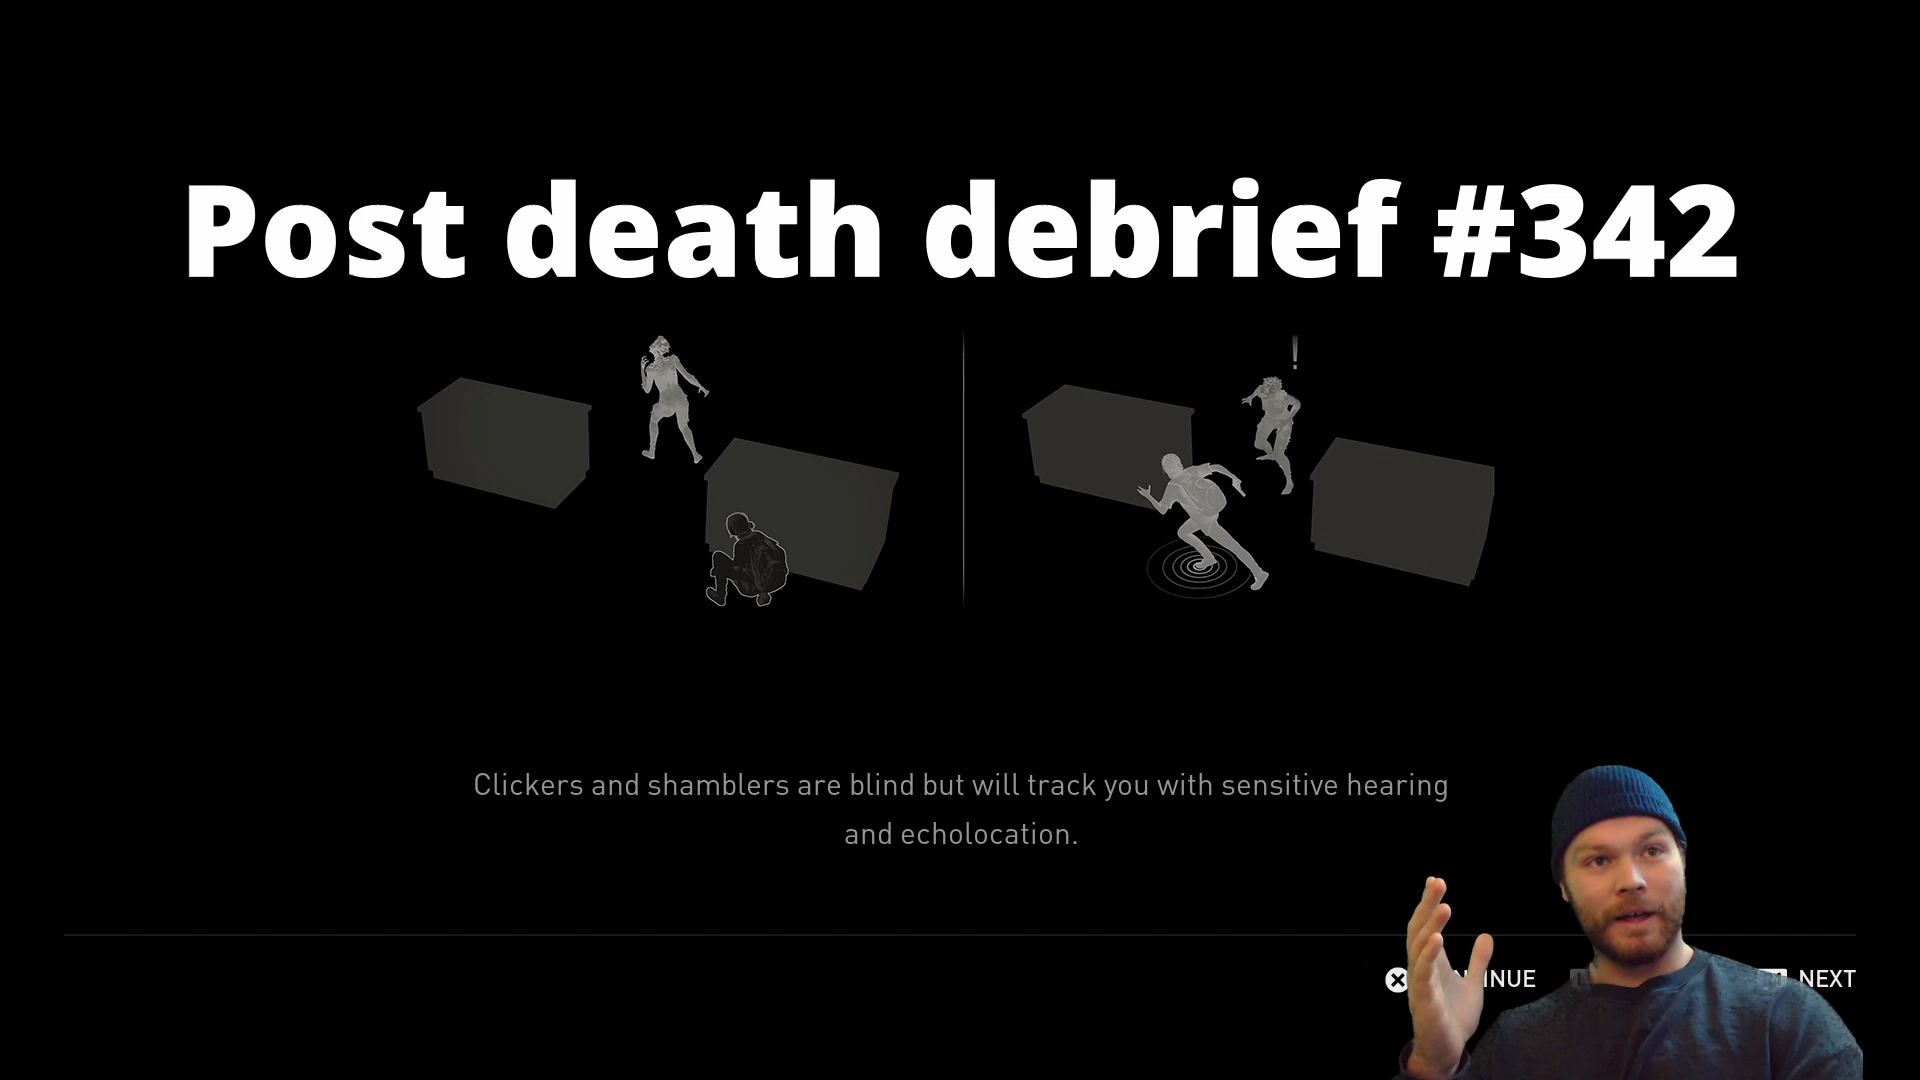 Post death debrief #342
Clickers and shamblers are blind but will track you with sensitive hearing
and echolocation.
NEXT